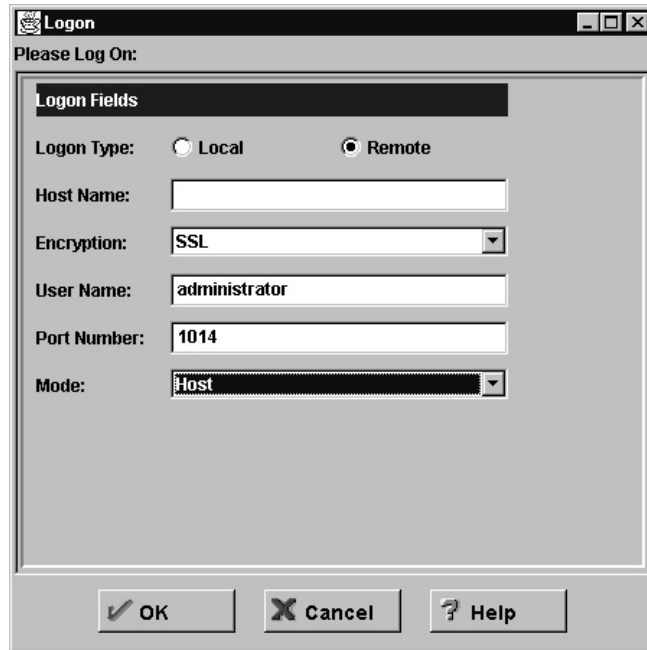 Logon
Please Log On:
Logon Fields
Logon Type: Local Remote
Host Name:
Encryption: SSL
User Name: administrator
Port Number: 1014
Mode: Host
OK Cancel Help